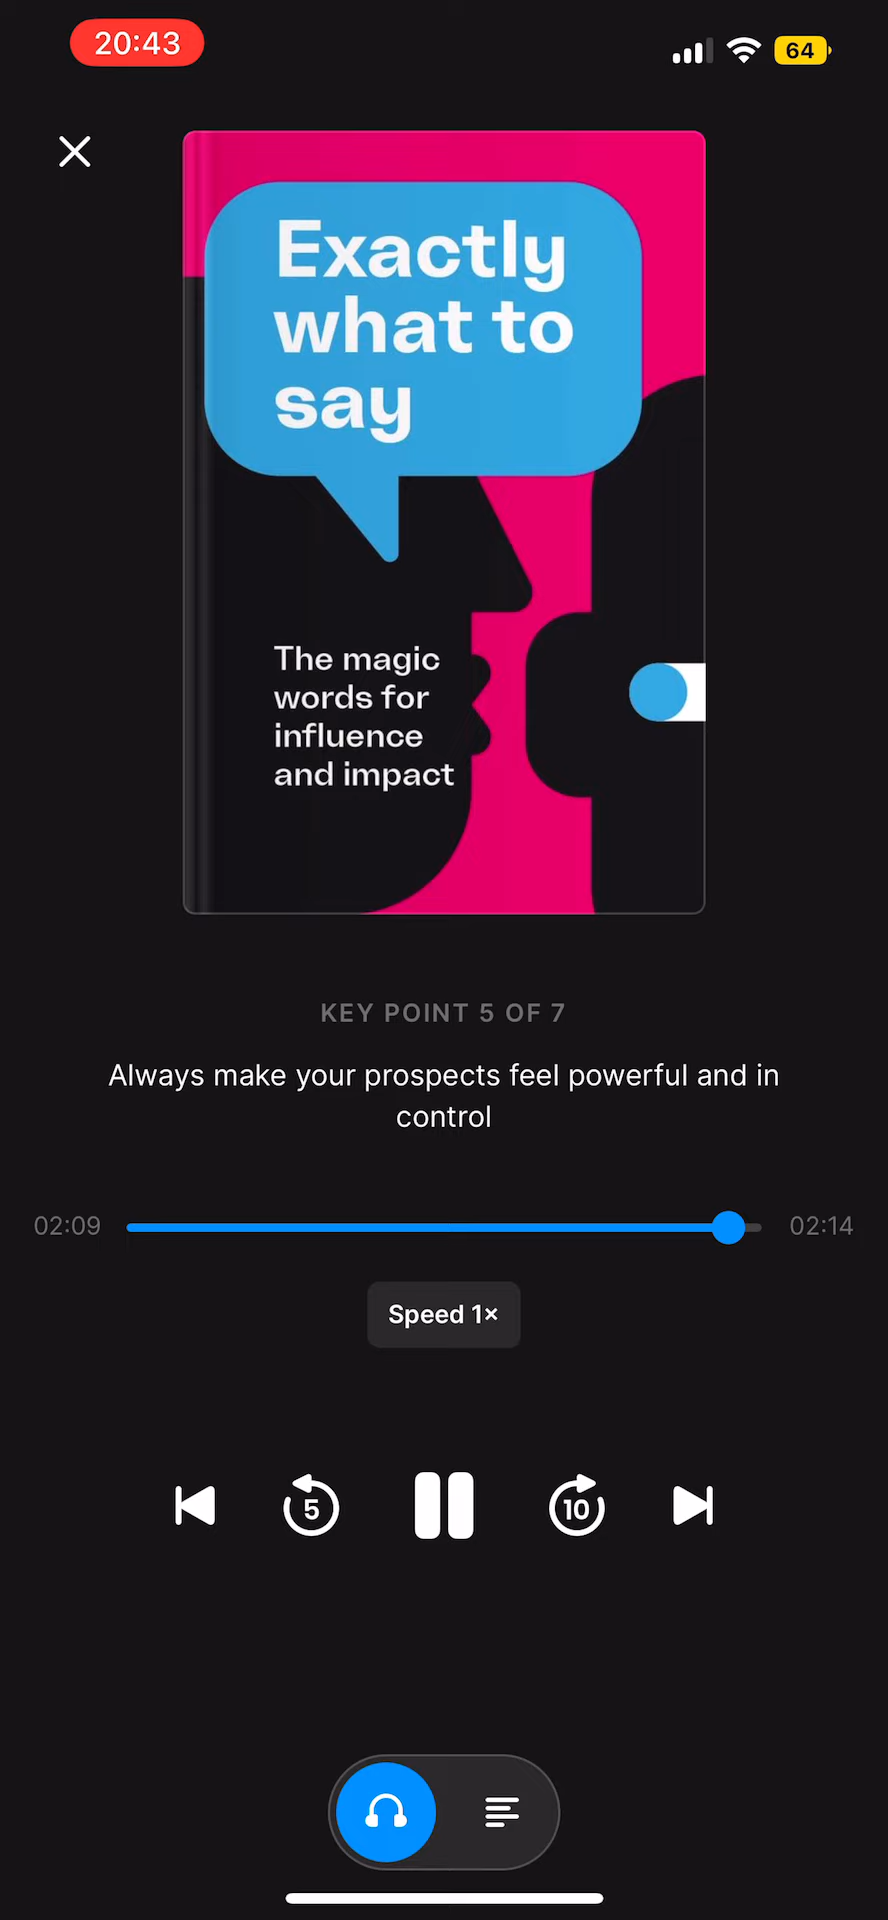 20:43
64
Exactly
what to
say
The magic
words for
influence
and impact
KEY POINT 5 OF 7
Always make your prospects feel powerful and in
control
02:09
02:14
Speed 1×
5
10